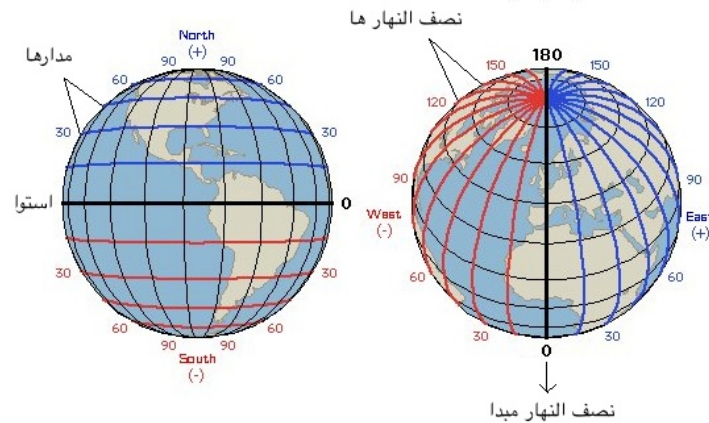 نصف النهار ها
مدارها
North
(+)
90 90
60 60
30 30
استوا
0
30 30
60 60
90 90
South
(-)
180
150 150
120 120
90 90
West
(-)
East
(+)
60
30 30
0
نصف النهار مبدا